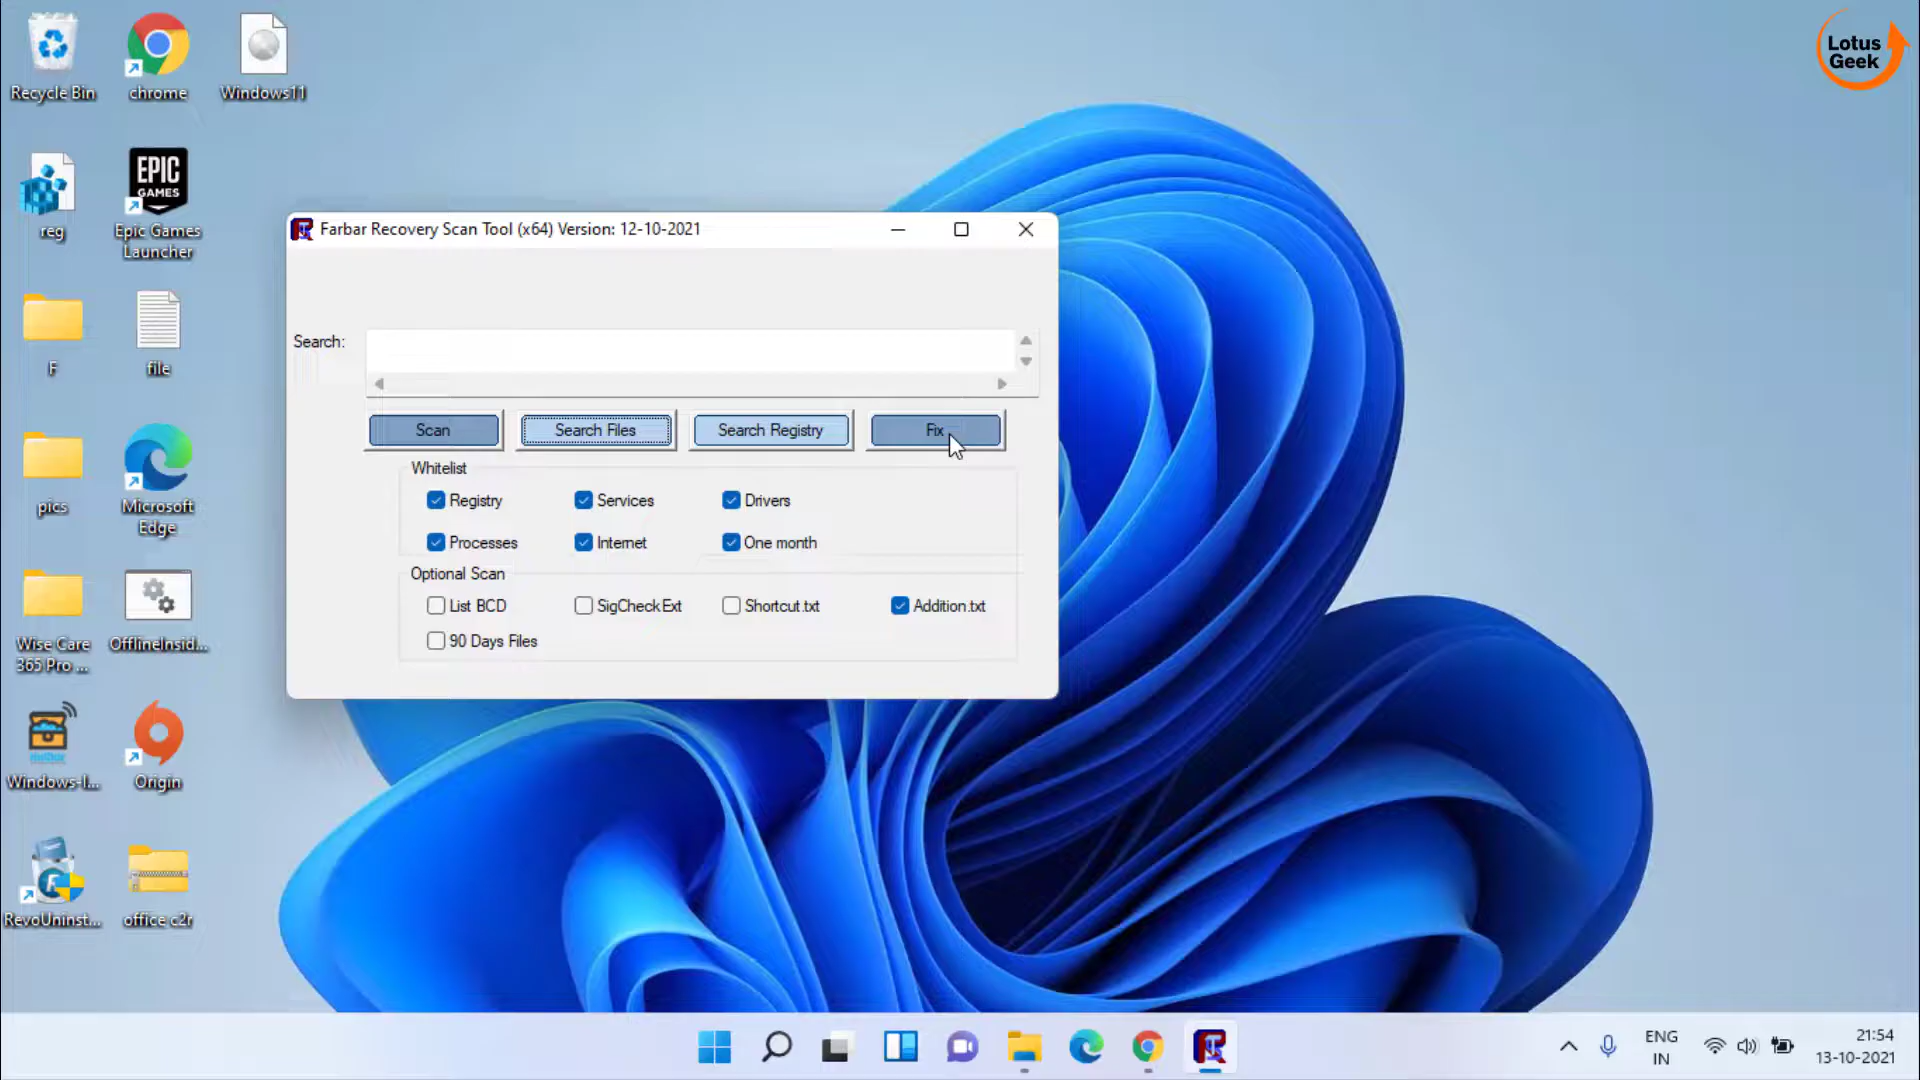 Recycle Bin
chrome
Windows11
Lotus
Geek
reg
EPIC
GAMES
Epic Games
Launcher
F
file
pics
Microsoft
Edge
Wise Care
365 Pro ...
OfflineInsid...
Windows-I...
Origin
RevoUninst...
office c2r
Farbar Recovery Scan Tool (x64) Version: 12-10-2021
Search:
Scan
Search Files
Search Registry
Fix
Whitelist
Registry
Services
Drivers
Processes
Internet
One month
Optional Scan
List BCD
SigCheckExt
Shortcut.txt
Addition.txt
90 Days Files
ENG
IN
21:54
13-10-2021